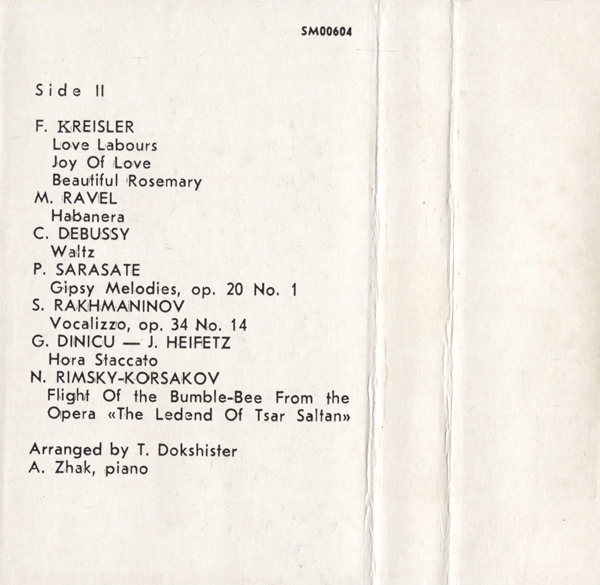 SM00604
Side II
F. KREISLER
Love Labours
Joy Of Love
Beautiful Rosemary
M. RAVEL
Habanera
C. DEBUSSY
Waltz
P. SARASATE
Gipsy Melodies, op. 20 No. 1
S. RAKHMANINOV
Vocalizzo, op. 34 No. 14
G. DINICU — J. HEIFETZ
Hora Staccato
N. RIMSKY-KORSAKOV
Flight Of the Bumble-Bee From the
Opera «The Ledend Of Tsar Saltan»
Arranged by T. Dokshister
A. Zhak, piano